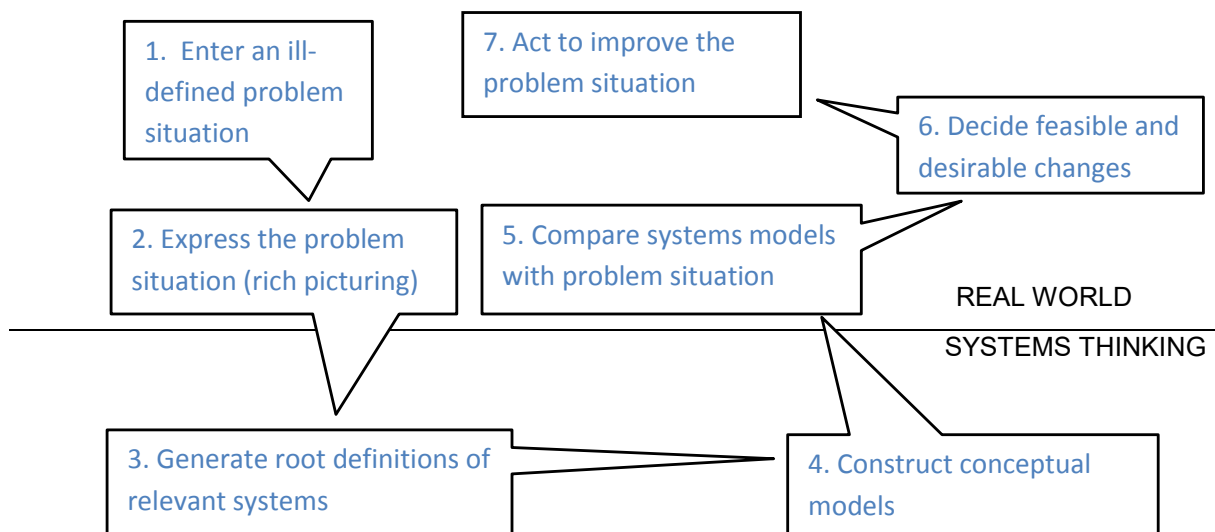 1. Enter an ill-
defined problem
situation
2. Express the problem
situation (rich picturing)
3. Generate root definitions of
relevant systems
4. Construct conceptual
models
5. Compare systems models
with problem situation
6. Decide feasible and
desirable changes
7. Act to improve the
problem situation
REAL WORLD
SYSTEMS THINKING